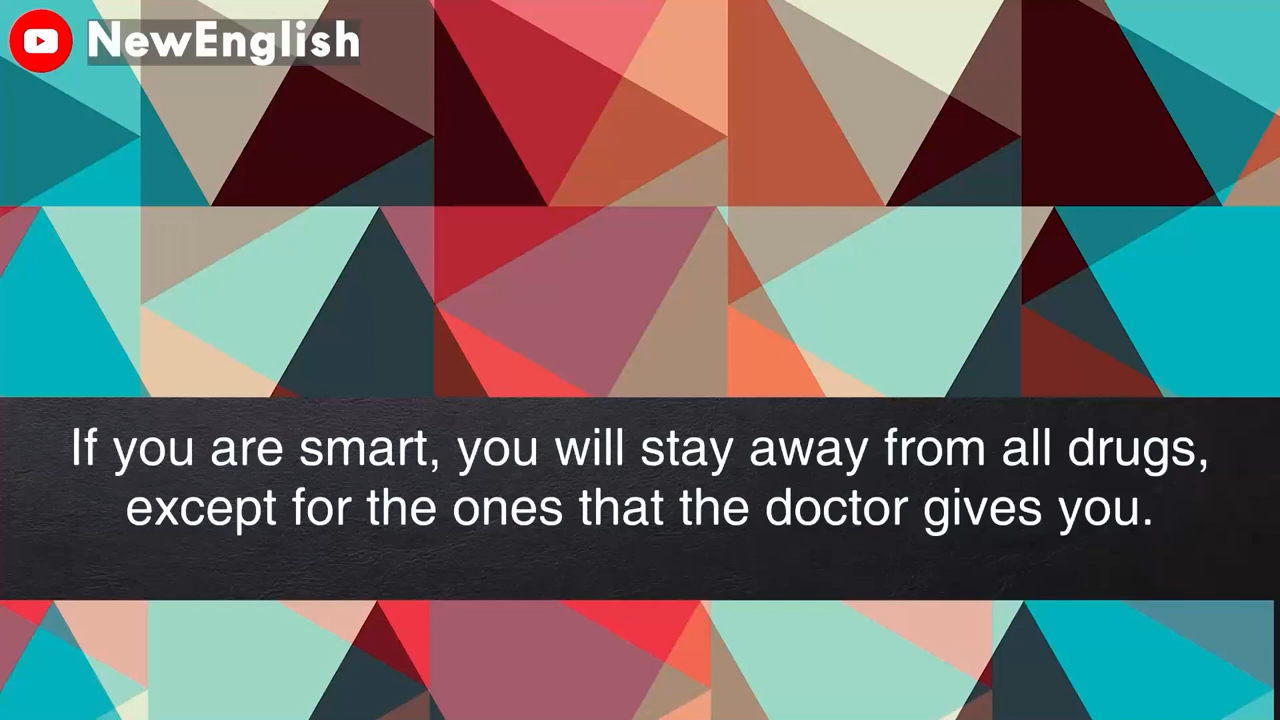 NewEnglish
If you are smart, you will stay away from all drugs,
except for the ones that the doctor gives you.